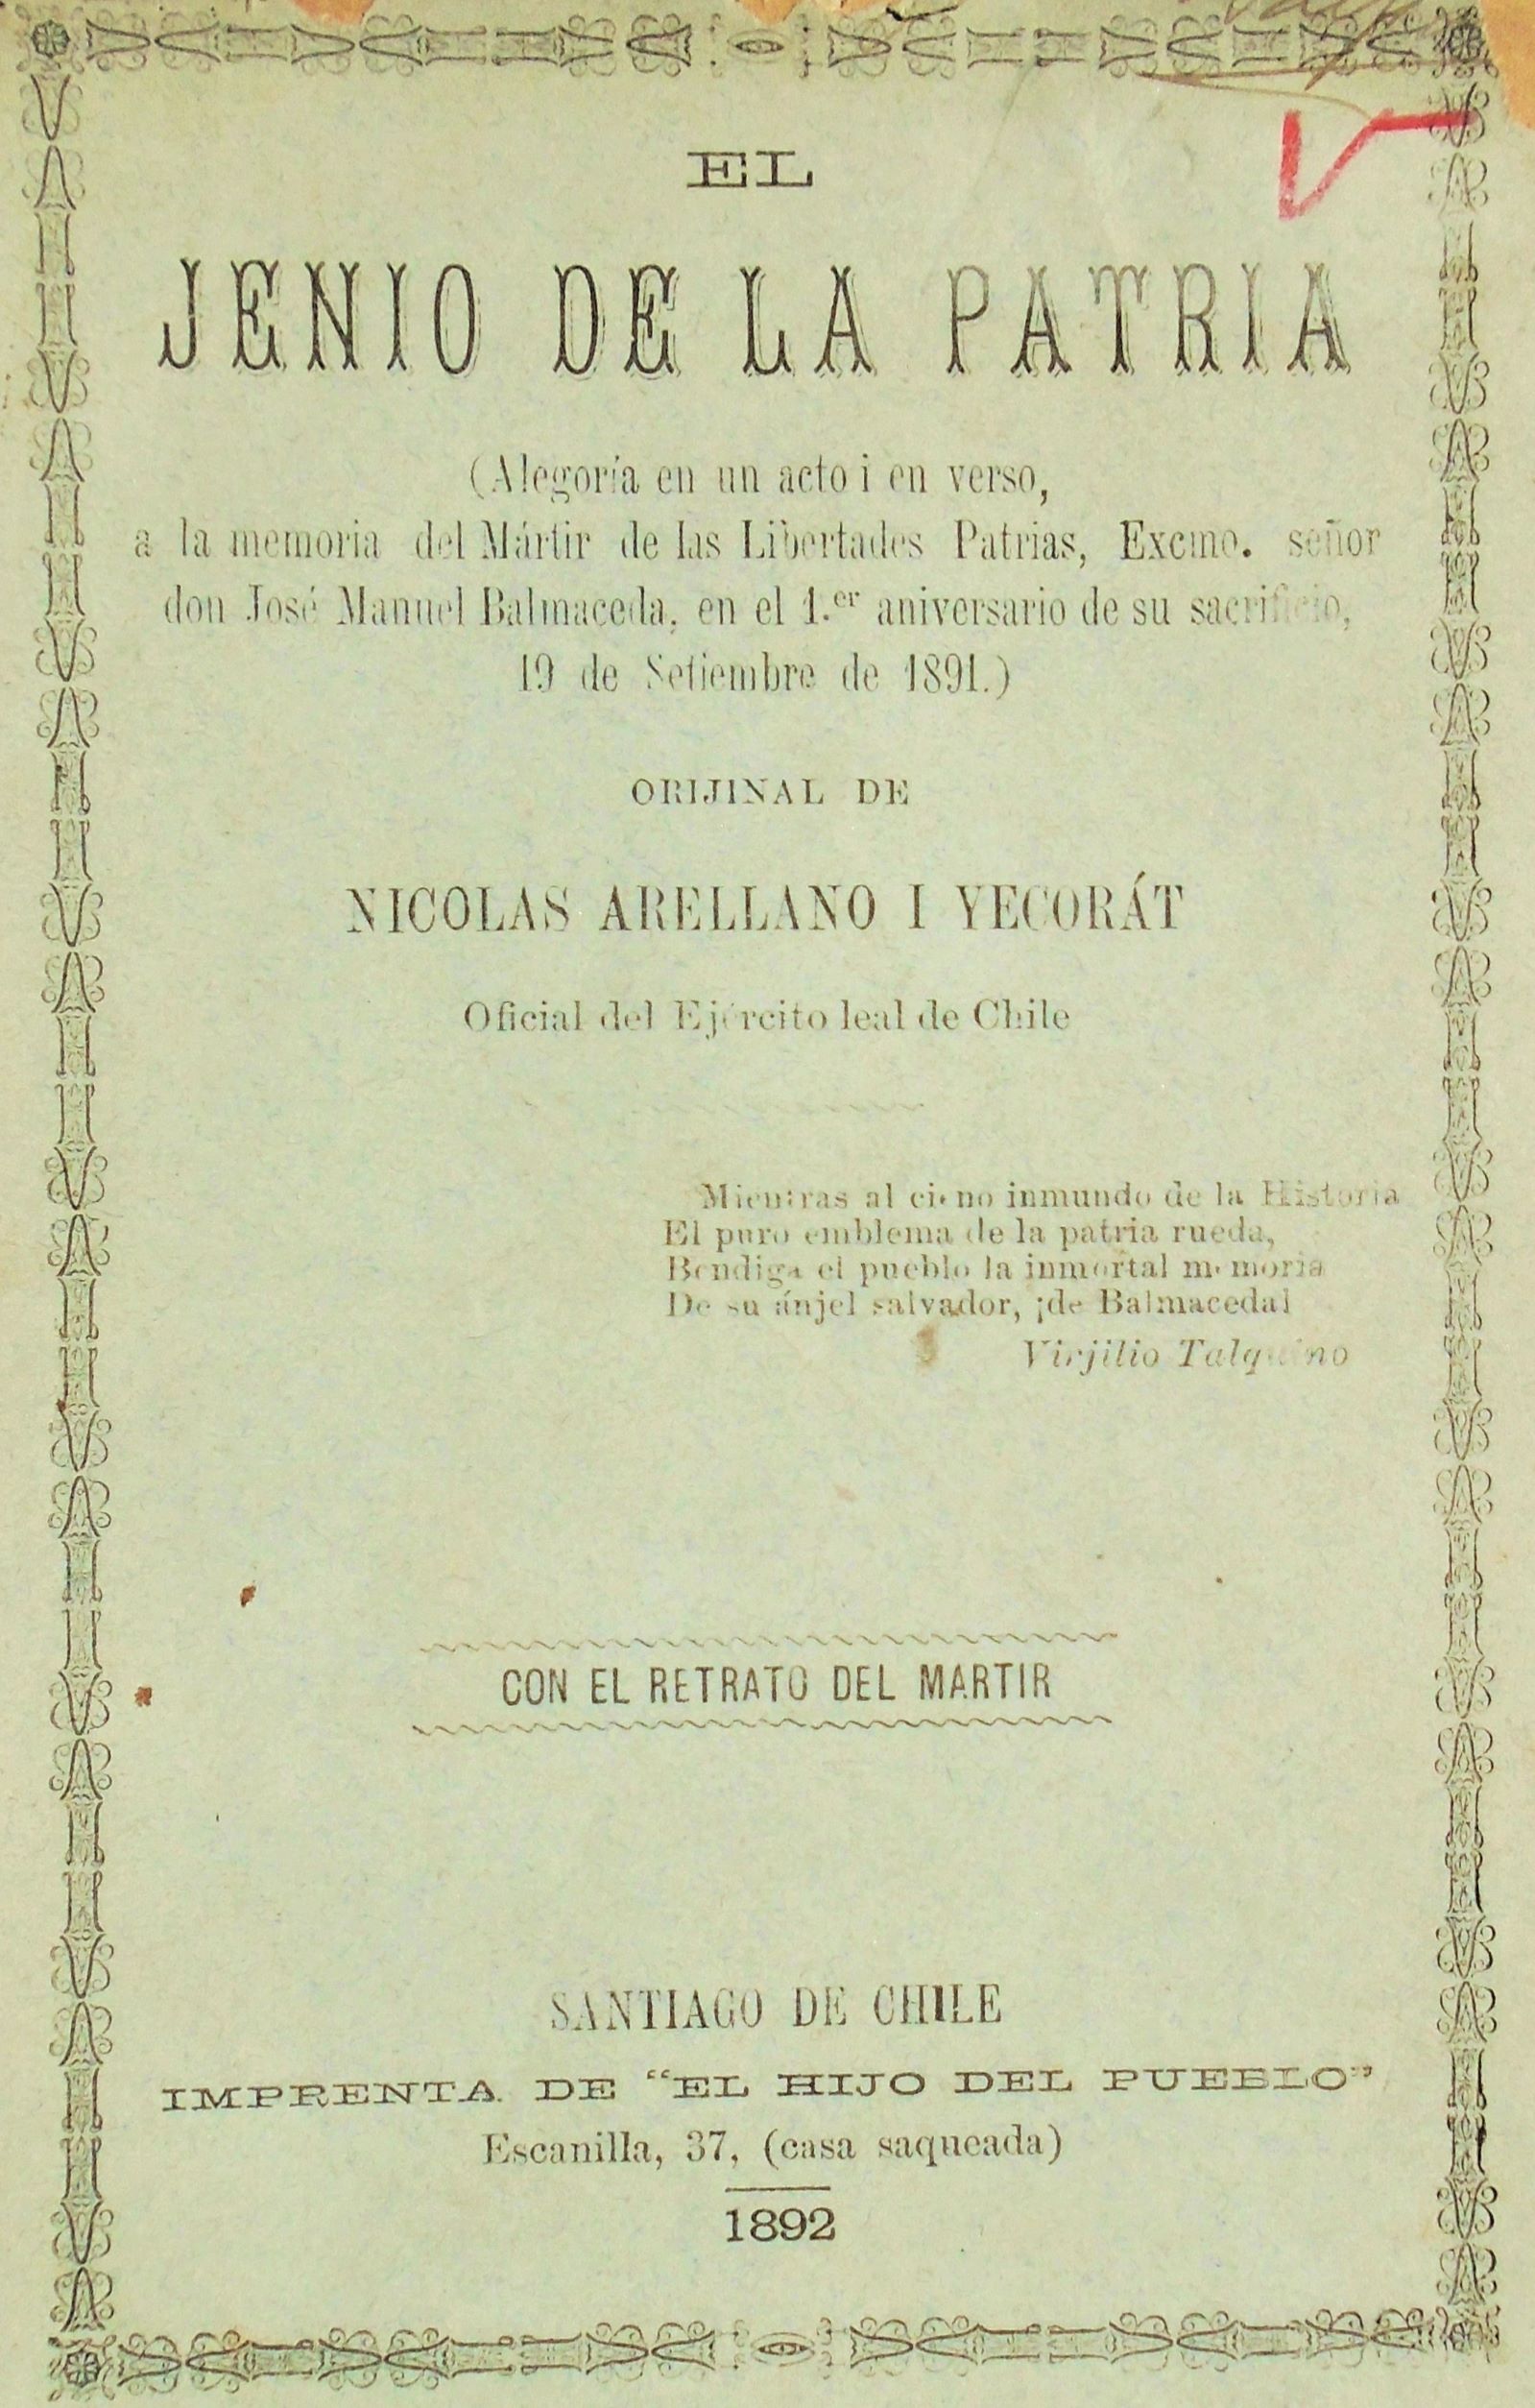 EL
JENIO DE LA PATRIA
(Alegoría en un acto i en verso,
a la memoria del Mártir de las Libertades Patrias, Excmo. señor
don José Manuel Balmaceda, en el 1.er aniversario de su sacrificio,
19 de Setiembre de 1891.)
ORIJINAL DE
NICOLAS ARELLANO I YECORÁT
Oficial del Ejército leal de Chile
Mientras al cieno inmundo de la Historia
El puro emblema de la patria rueda,
Bendiga el pueblo la inmortal memoria
De su ánjel salvador, ¡de Balmaceda!
Virjilio Talquino
CON EL RETRATO DEL MARTIR
SANTIAGO DE CHILE
IMPRENTA DE "EL HIJO DEL PUEBLO"
Escanilla, 37, (casa saqueada)
1892